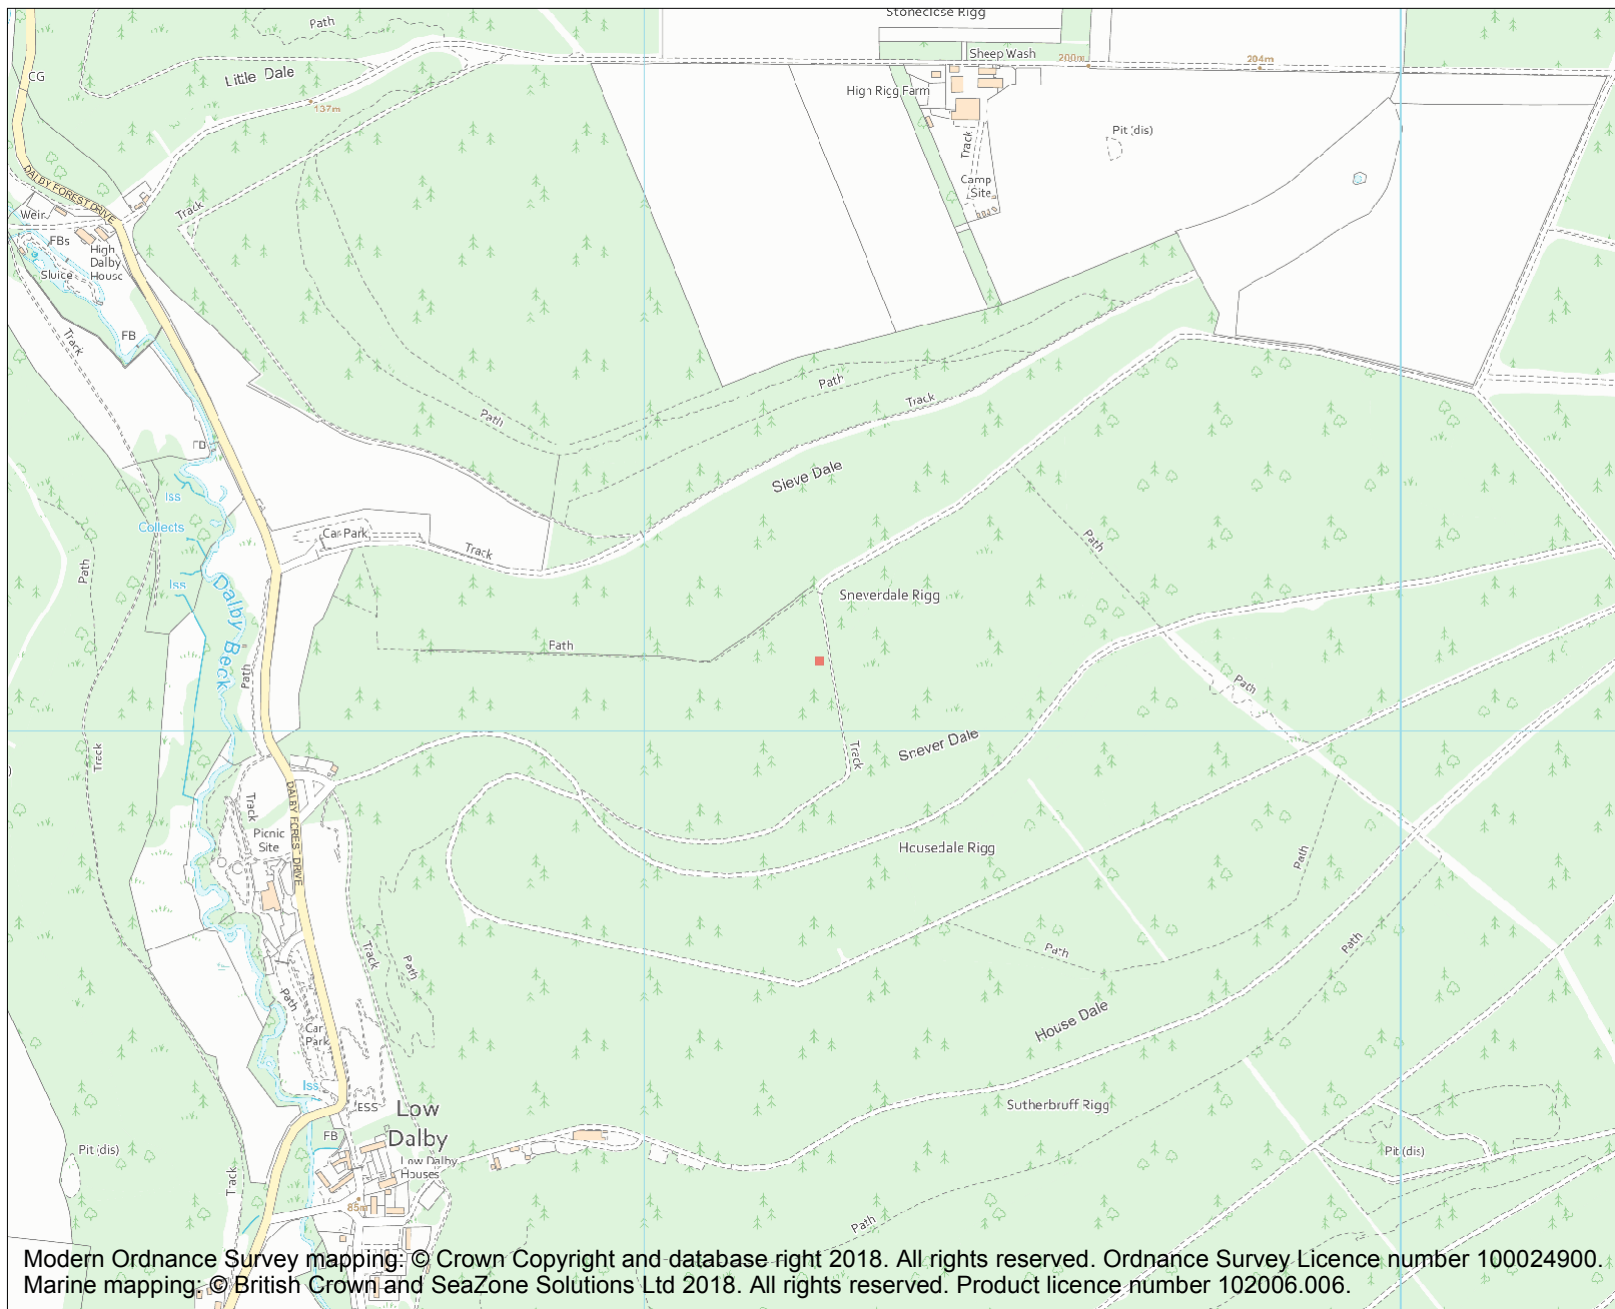 Stoneclose Rigg
Path
Sheep Wash
200m
204m
CG
Little Dale
137m
High Rigg Farm
Pit (dis)
Track
Camp
Site
DALBY FOREST DRIVE
Track
Weir
FBs
High
Dalby
House
Sluice
FB
Track
Path
Path
Track
Sieve Dale
Iss
Collects
Car Park
Track
Path
Path
Iss
Dalby Beck
Sneverdale Rigg
Path
Path
Path
Track
Snever Dale
Track
DALBY FOREST DRIVE
Track
Picnic
Site
Housedale Rigg
Path
Path
Path
Track
Path
Path
House Dale
Car
Park
Iss
ESS
Low
Dalby
Sutherbruff Rigg
FB
Pit (dis)
Pit (dis)
Low Dalby
Houses
Track
85m
Path
Modern Ordnance Survey mapping: © Crown Copyright and database right 2018. All rights reserved. Ordnance Survey Licence number 100024900.
Marine mapping: © British Crown and SeaZone Solutions Ltd 2018. All rights reserved. Product licence number 102006.006.